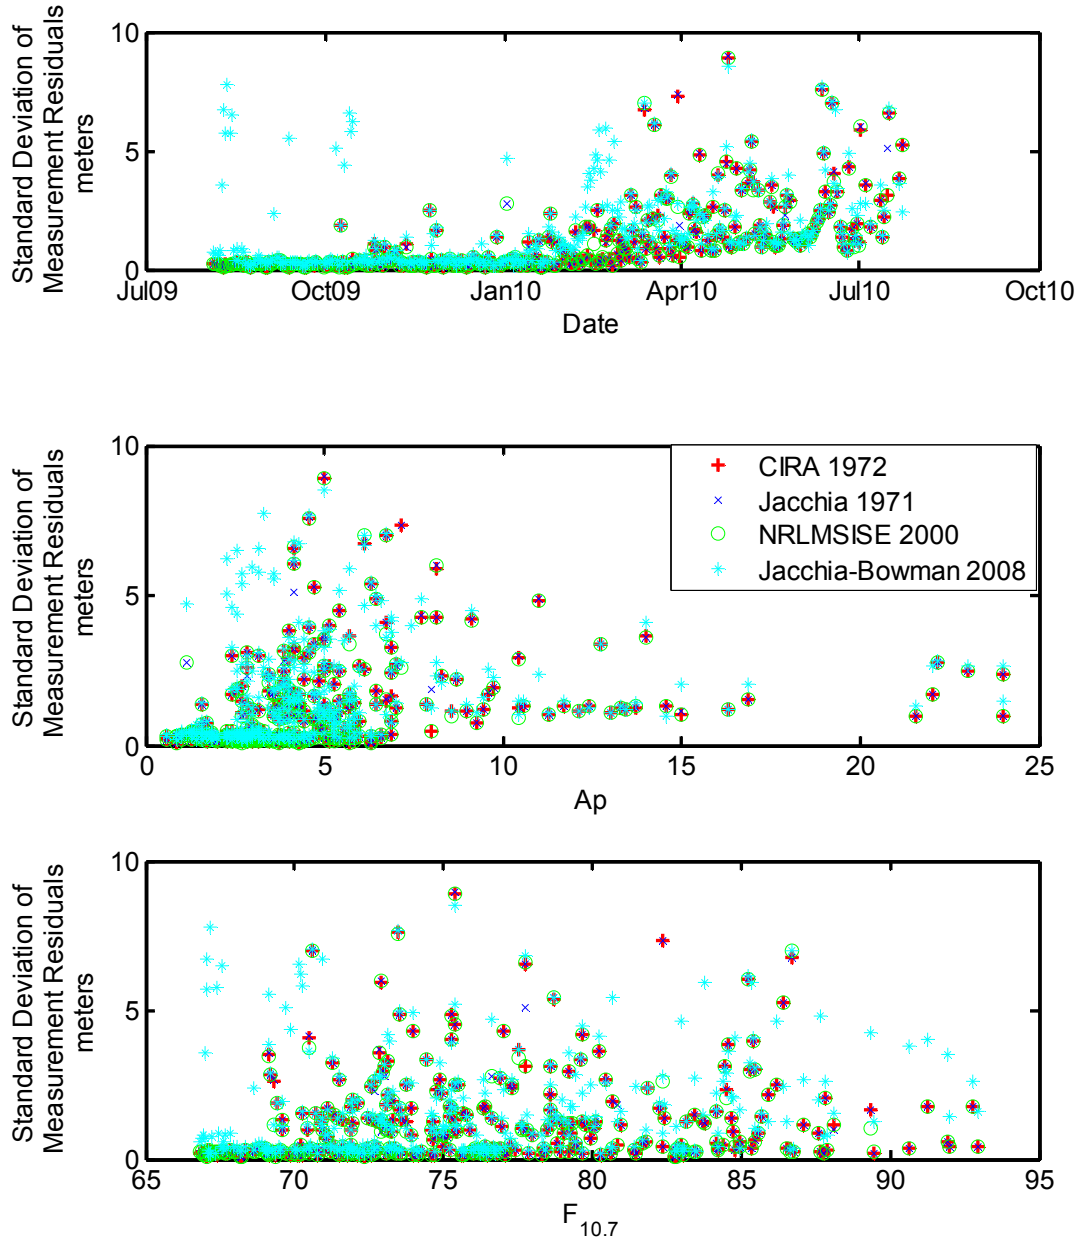 Standard Deviation of
Measurement Residuals
meters
10
5
0
Jul09
Oct09
Jan10
Apr10
Jul10
Oct10
Date
Standard Deviation of
Measurement Residuals
meters
10
5
0
CIRA 1972
Jacchia 1971
NRLMSISE 2000
Jacchia-Bowman 2008
0
5
10
15
20
25
Ap
Standard Deviation of
Measurement Residuals
meters
10
5
0
65
70
75
80
85
90
95
F10.7